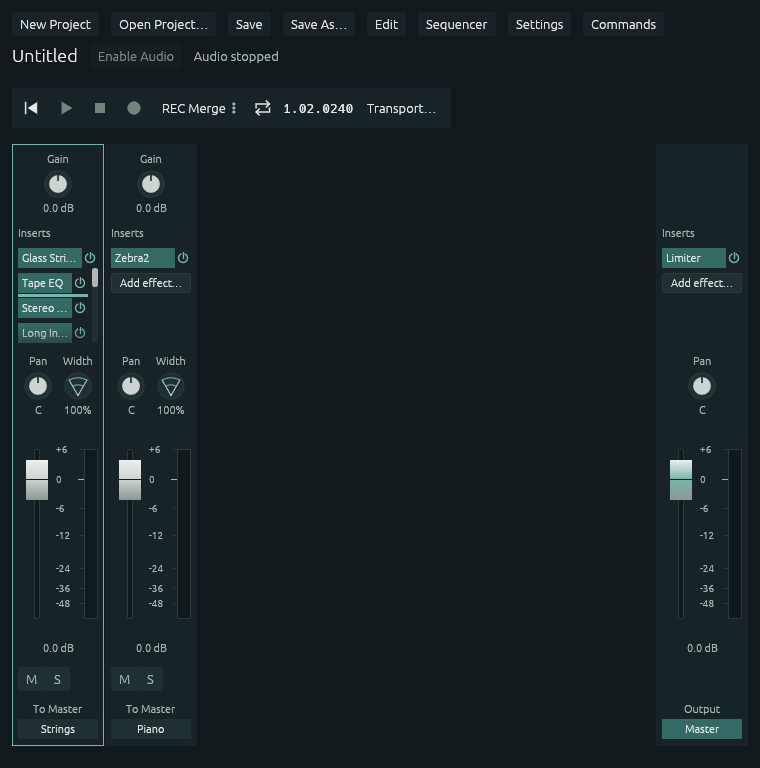 New Project Open Project... Save Save As... Edit Sequencer Settings Commands
Untitled Enable Audio Audio stopped
REC Merge 1.02.0240 Transport...
Gain Gain
0.0 dB 0.0 dB
Inserts Inserts Inserts
Glass Stri... Zebra2 Limiter
Tape EQ Add effect... Add effect...
Stereo ...
Long In...
Pan Width Pan Width Pan
C 100% C 100% C
+6 +6 +6
0 0 0
-6 -6 -6
-12 -12 -12
-24 -24 -24
-36 -36 -36
-48 -48 -48
0.0 dB 0.0 dB 0.0 dB
M S M S
To Master To Master Output
Strings Piano Master